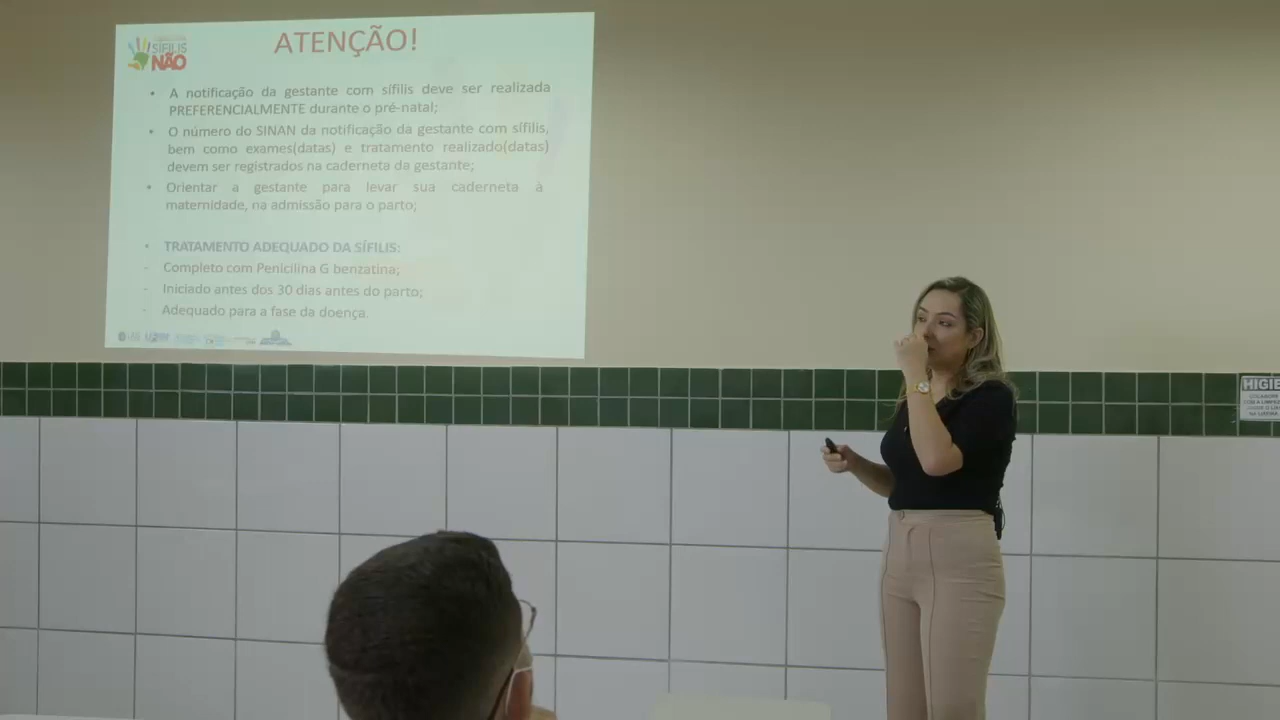 SÍFILIS
NÃO
ATENÇÃO!
• A notificação da gestante com sífilis deve ser realizada
PREFERENCIALMENTE durante o pré-natal;
• O número do SINAN da notificação da gestante com sífilis,
bem como exames(datas) e tratamento realizado(datas)
devem ser registrados na caderneta da gestante;
• Orientar a gestante para levar sua caderneta à
maternidade, na admissão para o parto;
• TRATAMENTO ADEQUADO DA SÍFILIS:
- Completo com Penicilina G benzatina;
- Iniciado antes dos 30 dias antes do parto;
- Adequado para a fase da doença.
HIGIE